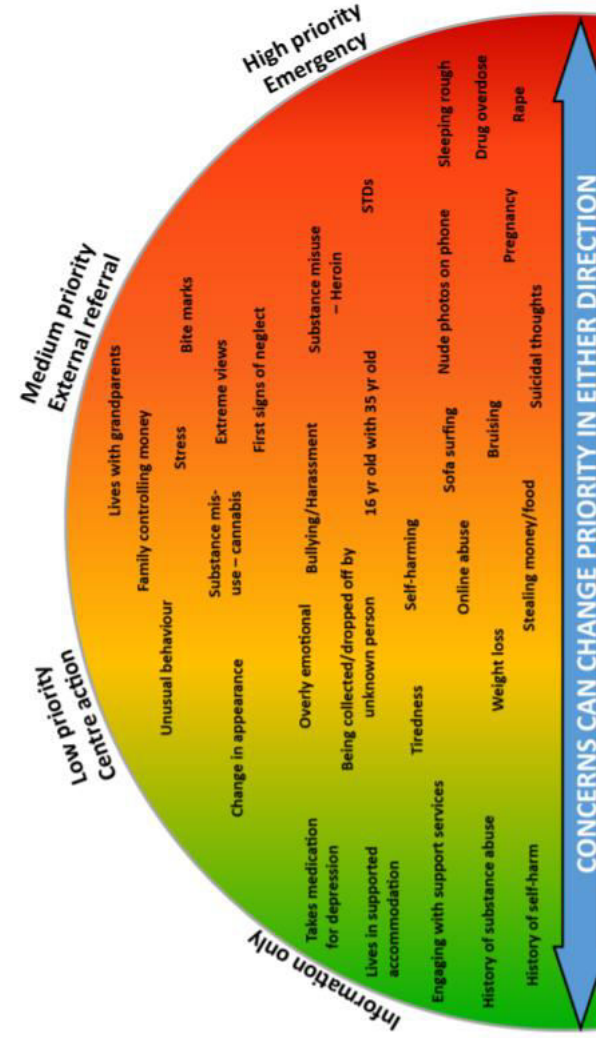 Information only
Low priority
Centre action
Medium priority
External referral
High priority
Emergency
Lives with grandparents
Family controlling money
Unusual behaviour
Stress
Bite marks
Substance mis-
use – cannabis
Extreme views
Change in appearance
First signs of neglect
Takes medication
for depression
Overly emotional
Bullying/Harassment
Substance misuse
– Heroin
Being collected/dropped off by
unknown person
Lives in supported
accommodation
16 yr old with 35 yr old
STDs
Tiredness
Self-harming
Engaging with support services
Sofa surfing
Nude photos on phone
Sleeping rough
Online abuse
History of substance abuse
Weight loss
Bruising
Drug overdose
Pregnancy
Rape
History of self-harm
Stealing money/food
Suicidal thoughts
CONCERNS CAN CHANGE PRIORITY IN EITHER DIRECTION